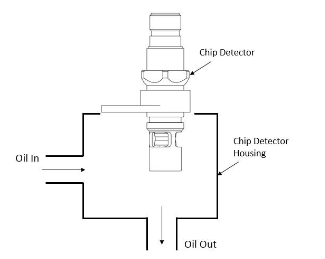 Chip Detector
Chip Detector
Housing
Oil In
Oil Out